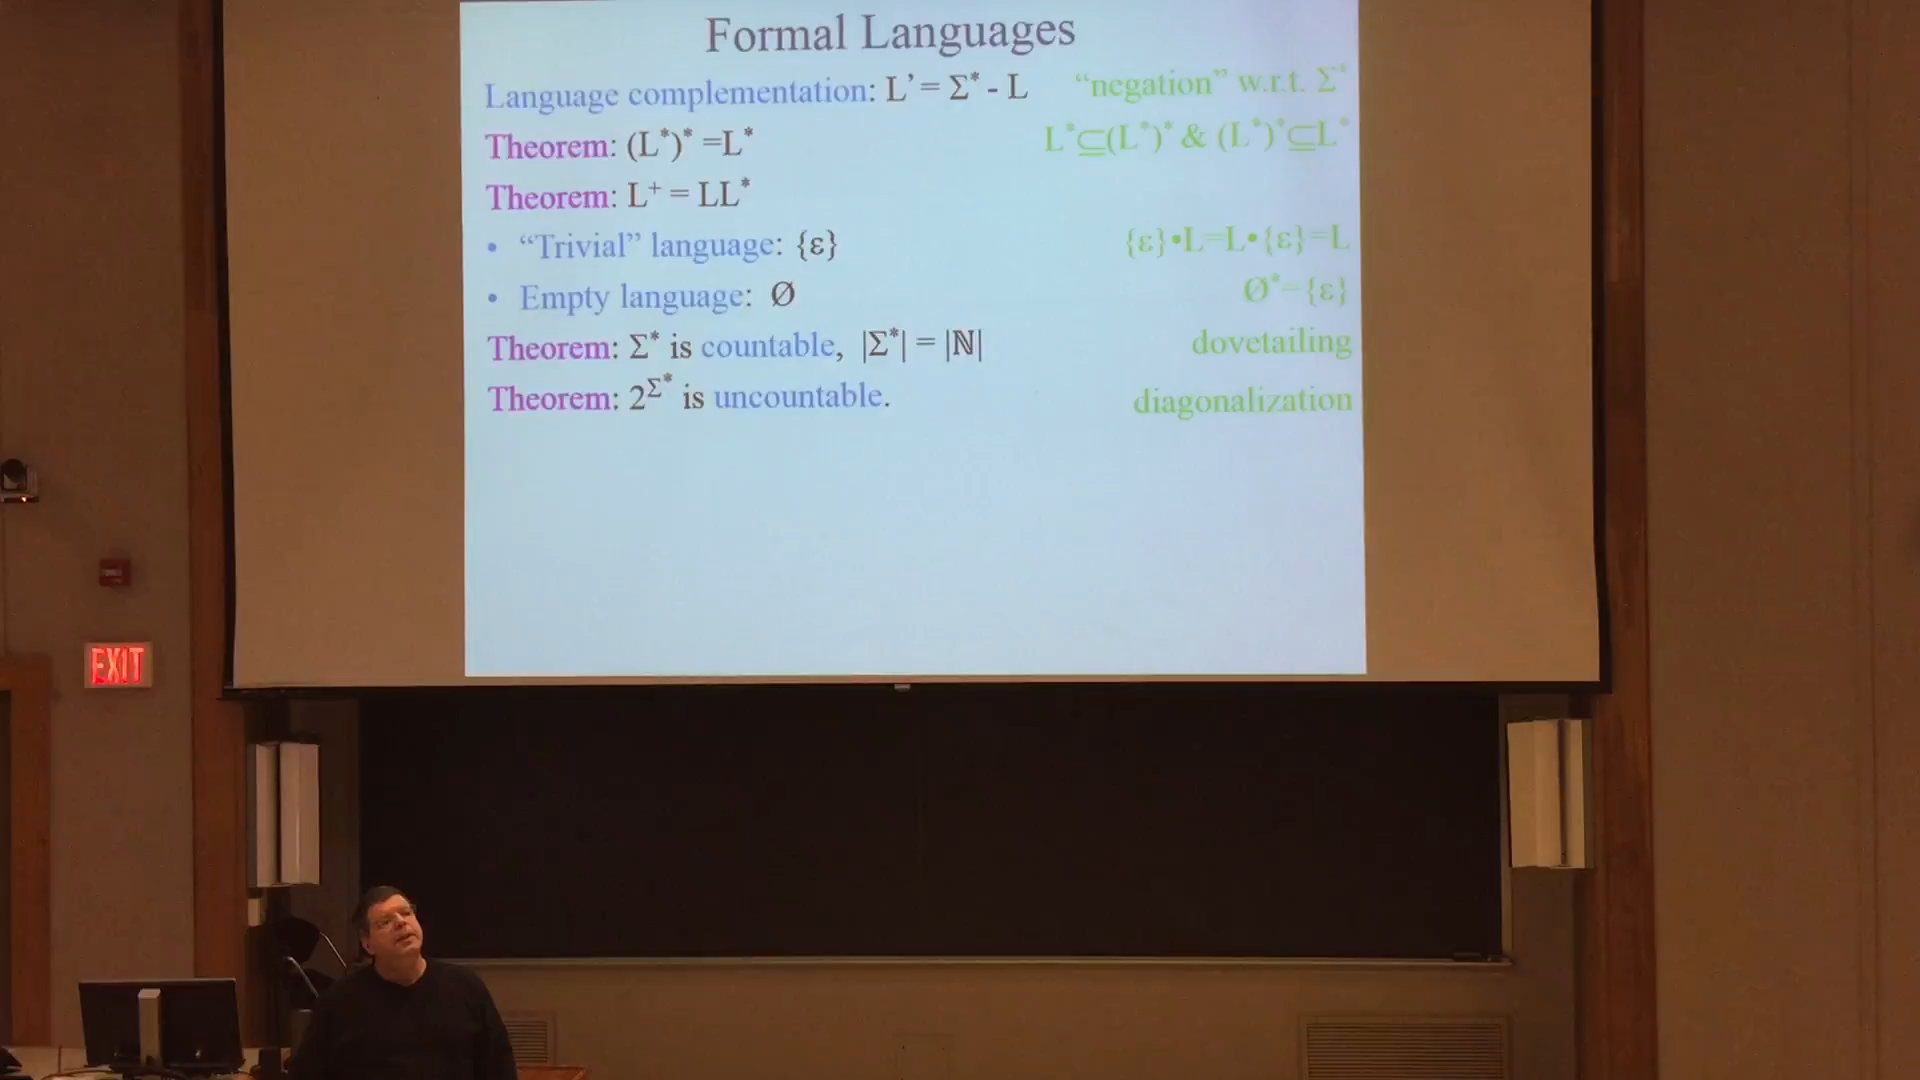 Formal Languages
Language complementation: L’ = Σ* - L “negation” w.r.t. Σ*
Theorem: (L*)* =L* L*⊆(L*)* & (L*)*⊆L*
Theorem: L⁺ = LL*
• “Trivial” language: {ε} {ε}•L=L•{ε}=L
• Empty language: Ø Ø*={ε}
Theorem: Σ* is countable, |Σ*| = |ℕ| dovetailing
Theorem: 2^Σ* is uncountable. diagonalization
EXIT